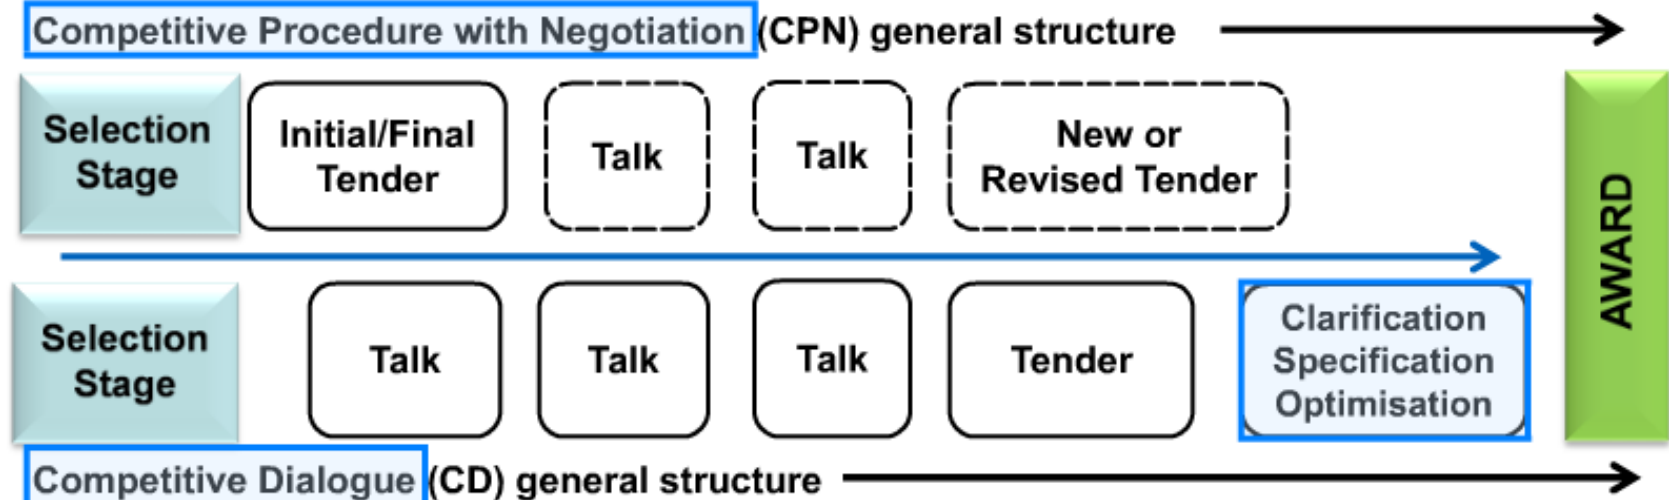 Competitive Procedure with Negotiation (CPN) general structure
Selection
Stage
Initial/Final
Tender
Talk
Talk
New or
Revised Tender
AWARD
Selection
Stage
Talk
Talk
Talk
Tender
Clarification
Specification
Optimisation
Competitive Dialogue (CD) general structure